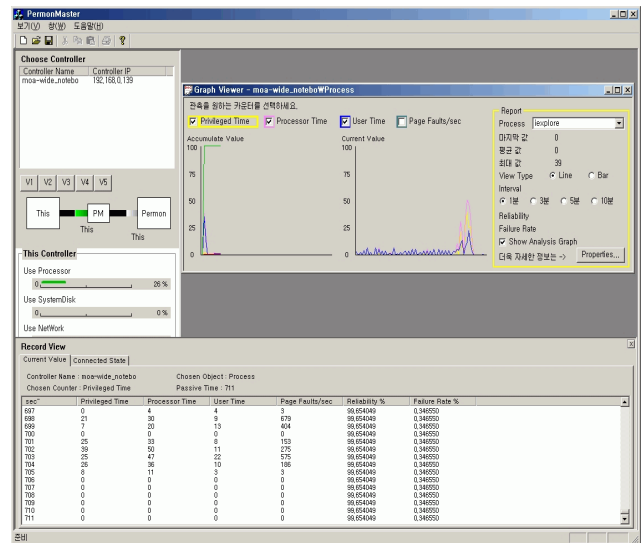 PermonMaster
보기(V) 창(W) 도움말(H)
Choose Controller
Controller Name Controller IP
moa-wide_notebo 192,168,0,139
V1 V2 V3 V4 V5
This PM Permon
This
This
This Controller
Use Processor
0 26 %
Use SystemDisk
0 0 %
Use NetWork
Graph Viewer - moa-wide_notebo₩Process
관측을 원하는 카운터를 선택하세요.
Privileged Time Processor Time User Time Page Faults/sec
Accumulate Value Current Value
100 100
75 75
50 50
25 25
0 0
Report
Process iexplore
마지막 값 0
평균 값 0
최대 값 39
View Type Line Bar
Interval
1분 3분 5분 10분
Reliability
Failure Rate
Show Analysis Graph
더욱 자세한 정보는 -> Properties...
Record View
Current Value Connected State
Controller Name : moa-wide_notebo Chosen Object : Process
Chosen Counter : Privileged Time Passive Time : 711
sec^ Privileged Time Processor Time User Time Page Faults/sec Reliability % Failure Rate %
697 0 4 4 3 99,654049 0,346550
698 21 30 9 679 99,654049 0,346550
699 7 20 13 404 99,654049 0,346550
700 0 0 0 0 99,654049 0,346550
701 25 33 8 153 99,654049 0,346550
702 39 50 11 275 99,654049 0,346550
703 25 47 22 575 99,654049 0,346550
704 26 36 10 186 99,654049 0,346550
705 8 11 3 3 99,654049 0,346550
706 0 0 0 0 99,654049 0,346550
707 0 0 0 0 99,654049 0,346550
708 0 0 0 0 99,654049 0,346550
709 0 0 0 0 99,654049 0,346550
710 0 0 0 0 99,654049 0,346550
711 0 0 0 0 99,654049 0,346550
준비